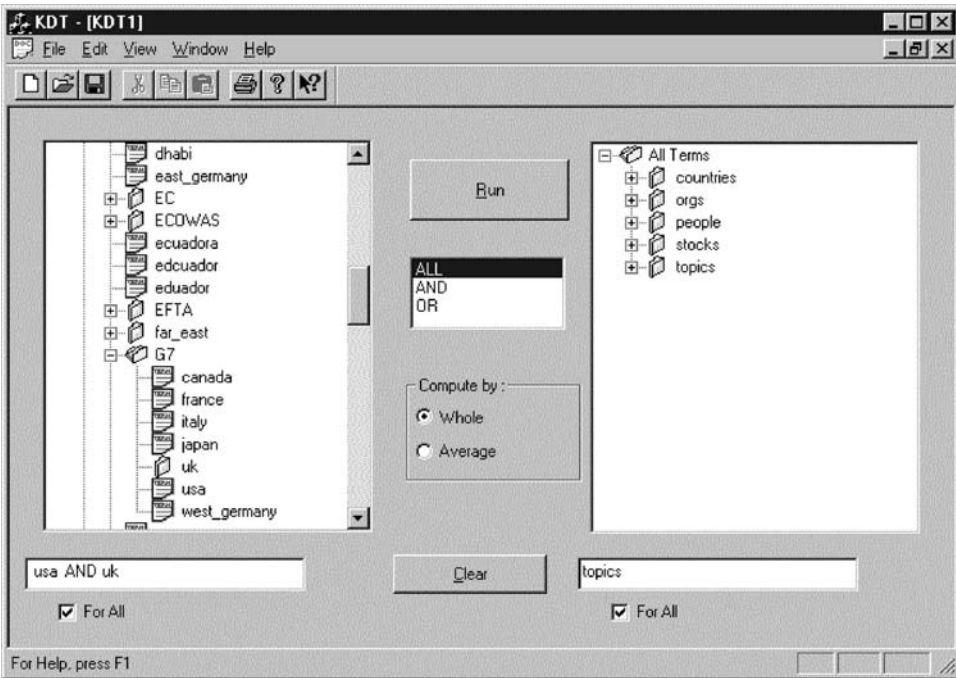 KDT - [KDT1]
File Edit View Window Help
dhabi
east_germany
EC
ECOWAS
ecuadora
edcuador
eduador
EFTA
far_east
G7
canada
france
italy
japan
uk
usa
west_germany
Run
ALL
AND
OR
Compute by :
Whole
Average
All Terms
countries
orgs
people
stocks
topics
usa AND uk
Clear
topics
For All
For All
For Help, press F1